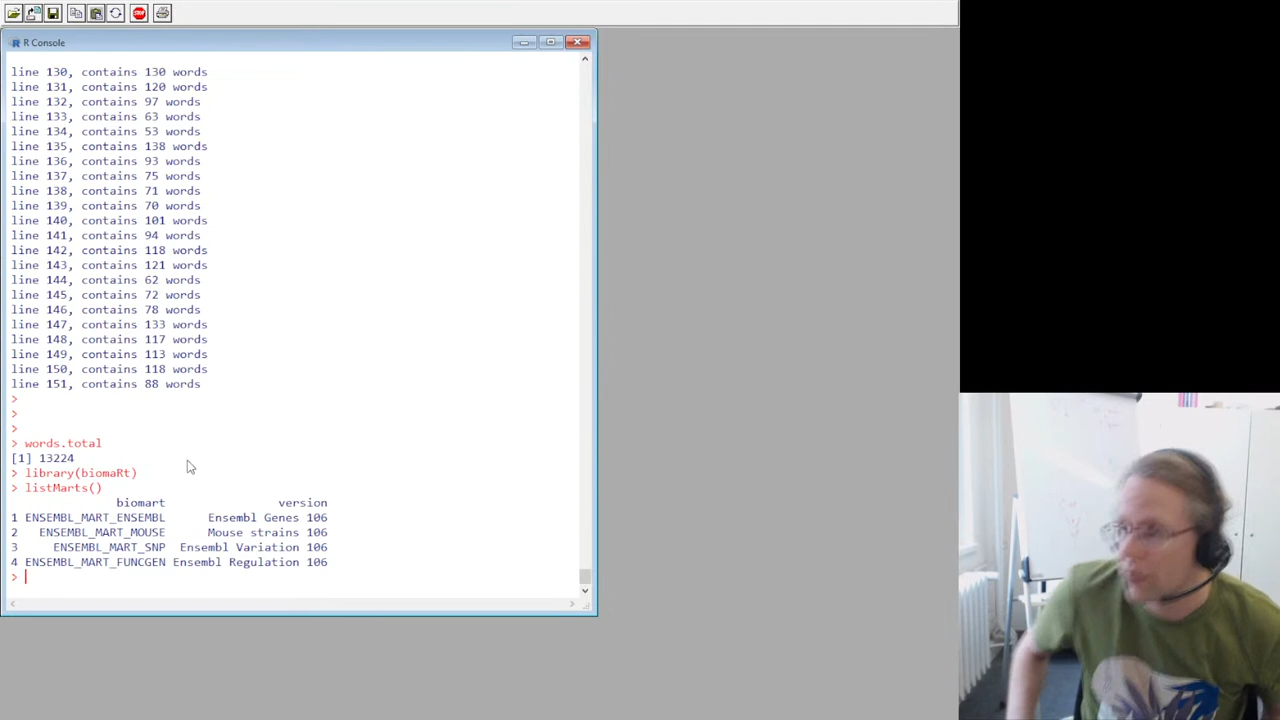 R Console
line 130, contains 130 words
line 131, contains 120 words
line 132, contains 97 words
line 133, contains 63 words
line 134, contains 53 words
line 135, contains 138 words
line 136, contains 93 words
line 137, contains 75 words
line 138, contains 71 words
line 139, contains 70 words
line 140, contains 101 words
line 141, contains 94 words
line 142, contains 118 words
line 143, contains 121 words
line 144, contains 62 words
line 145, contains 72 words
line 146, contains 78 words
line 147, contains 133 words
line 148, contains 117 words
line 149, contains 113 words
line 150, contains 118 words
line 151, contains 88 words
>
>
>
> words.total
[1] 13224
> library(biomaRt)
> listMarts()
biomart version
1 ENSEMBL_MART_ENSEMBL Ensembl Genes 106
2 ENSEMBL_MART_MOUSE Mouse strains 106
3 ENSEMBL_MART_SNP Ensembl Variation 106
4 ENSEMBL_MART_FUNCGEN Ensembl Regulation 106
>